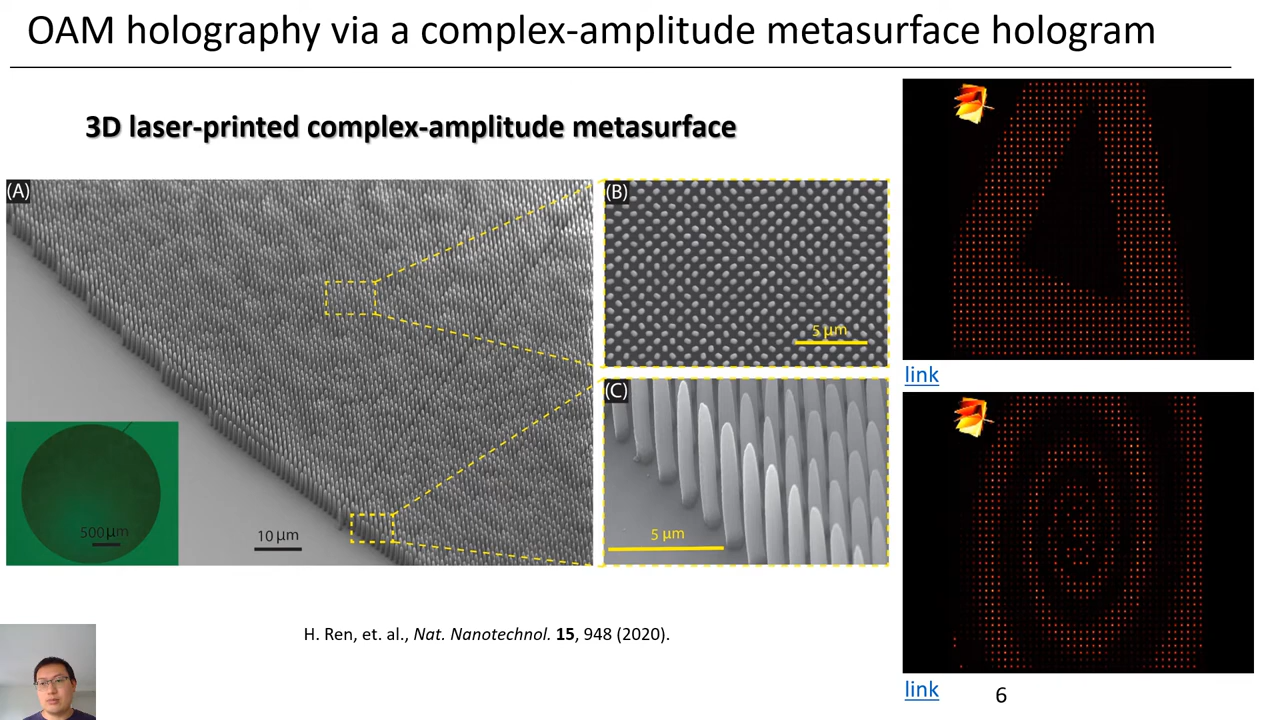 OAM holography via a complex-amplitude metasurface hologram
3D laser-printed complex-amplitude metasurface
(A)
500 μm
10 μm
(B)
5 μm
(C)
5 μm
link
link
H. Ren, et. al., Nat. Nanotechnol. 15, 948 (2020).
6